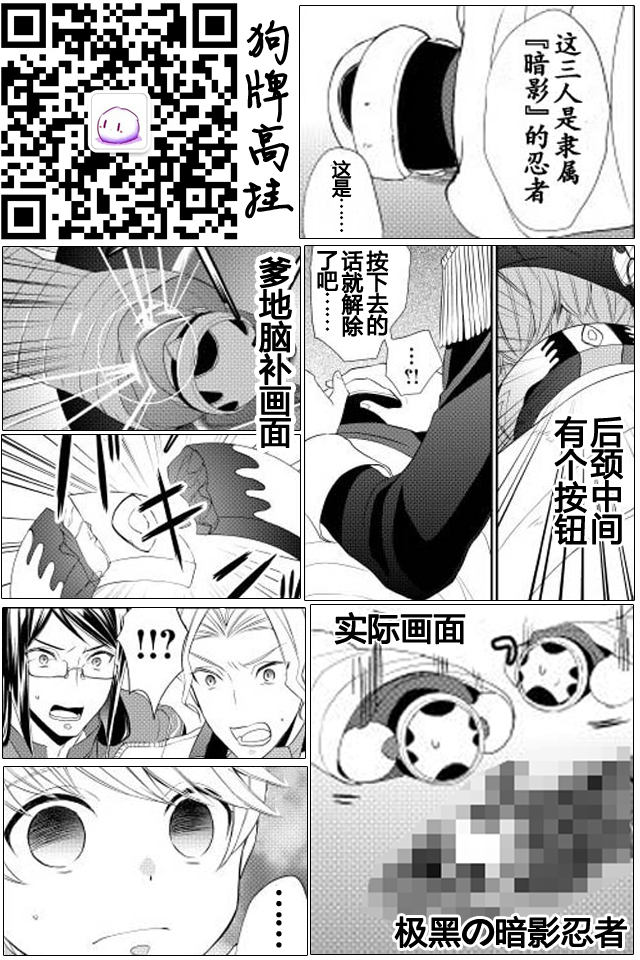 狗牌高挂
这三人是隶属
『暗影』的忍者
这是……
后颈中间
有个按钮
按下去的
话就解除
了吧……
…?!
爹地脑补画面
!!?
实际画面
……
极黑の暗影忍者